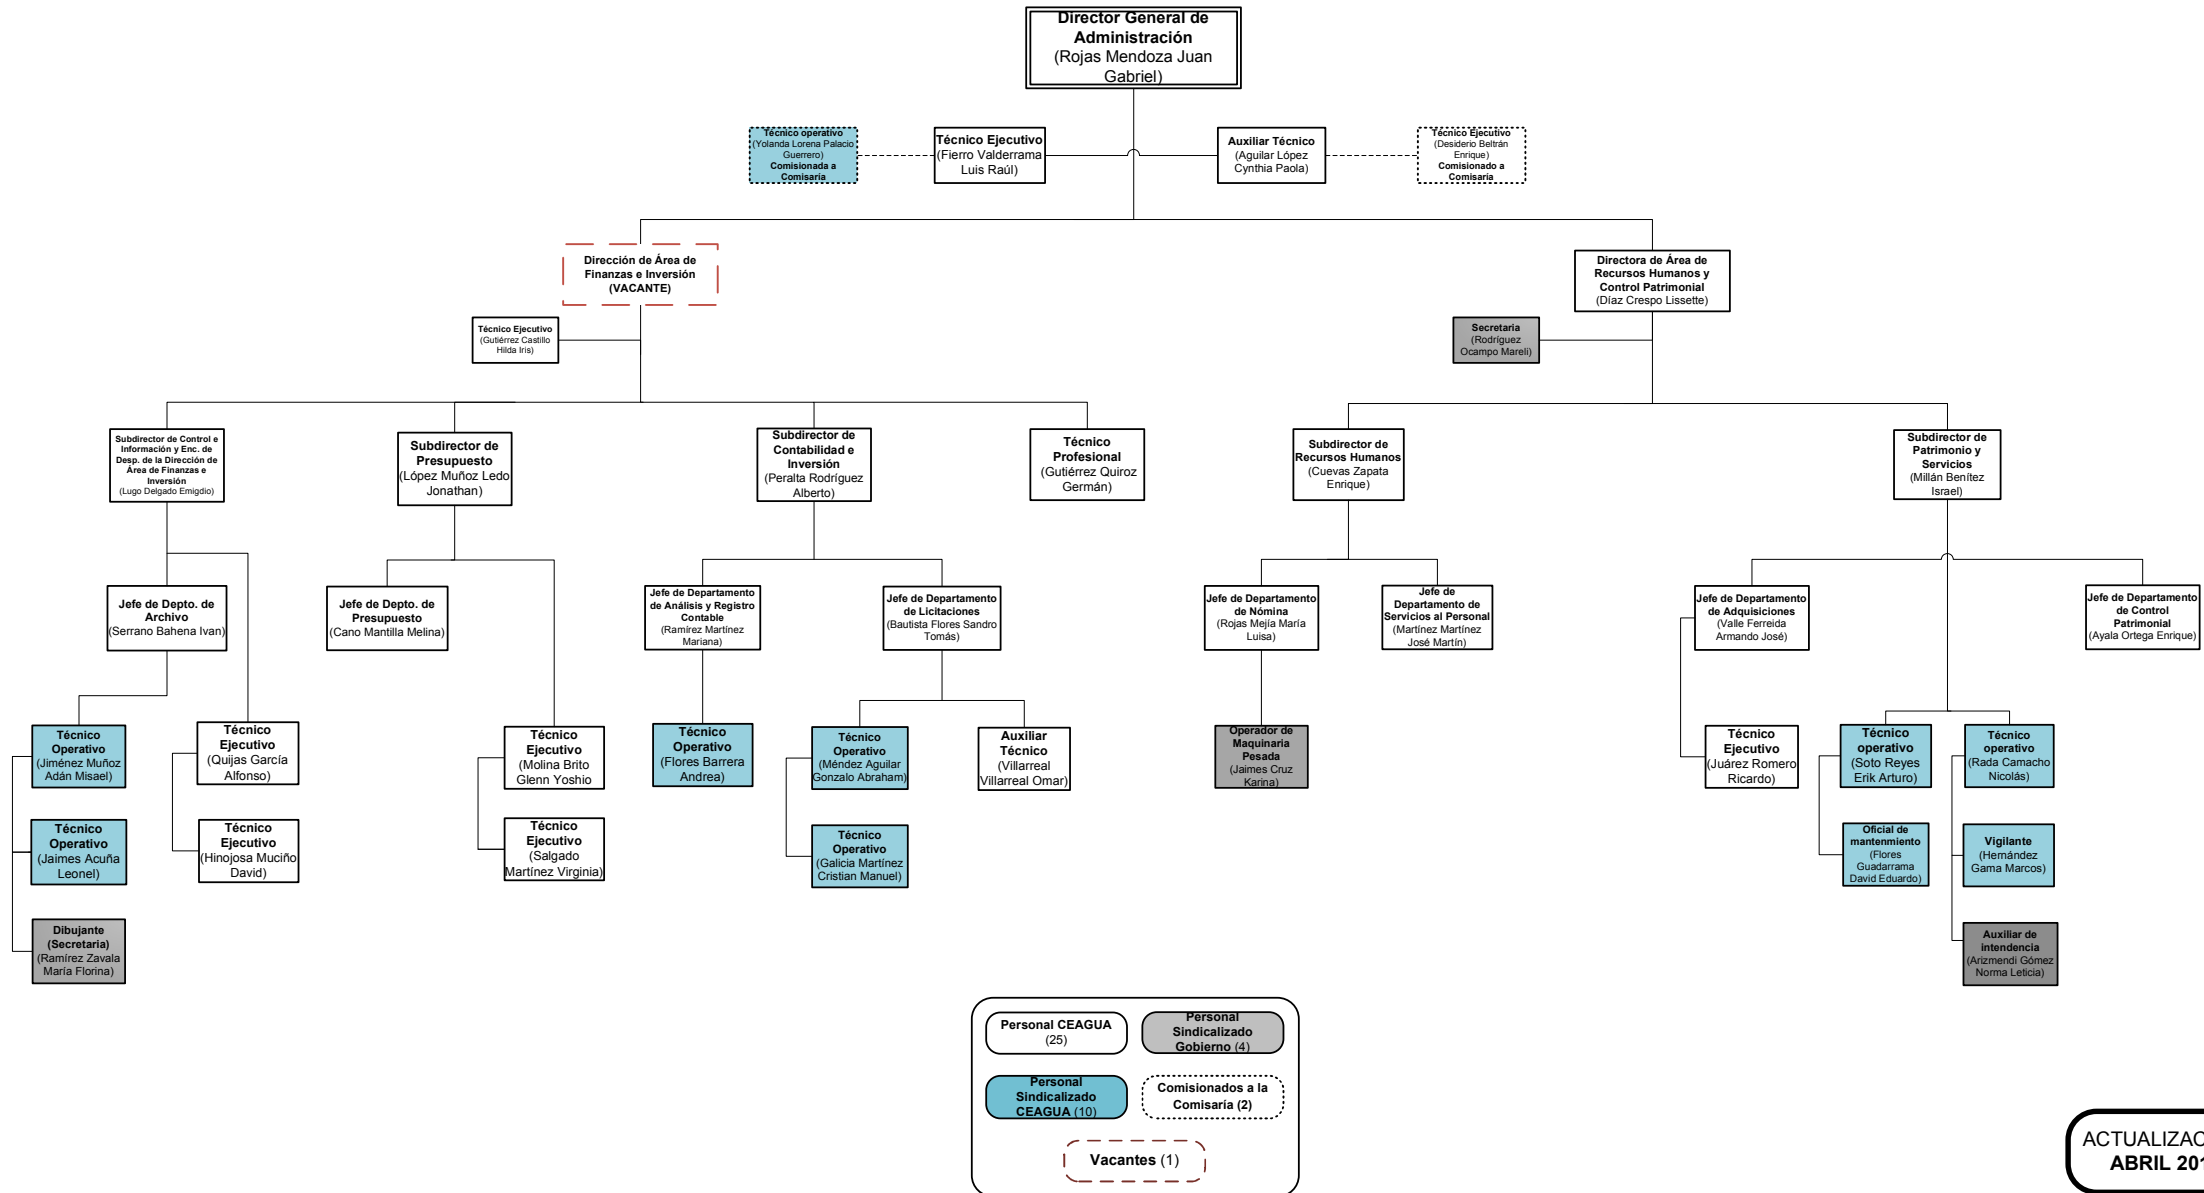 Director General de
Administración
(Rojas Mendoza Juan
Gabriel)
Técnico operativo
(Yolanda Lorena Palacio
Guerrero)
Comisionada a
Comisaría
Técnico Ejecutivo
(Fierro Valderrama
Luis Raúl)
Auxiliar Técnico
(Aguilar López
Cynthia Paola)
Técnico Ejecutivo
(Desiderio Beltrán
Enrique)
Comisionado a
Comisaría
Dirección de Área de
Finanzas e Inversión
(VACANTE)
Directora de Área de
Recursos Humanos y
Control Patrimonial
(Díaz Crespo Lissette)
Técnico Ejecutivo
(Gutiérrez Castillo
Hilda Iris)
Secretaria
(Rodríguez
Ocampo Mareli)
Subdirector de Control e
Información y Enc. de
Desp. de la Dirección de
Área de Finanzas e
Inversión
(Lugo Delgado Emigdio)
Subdirector de
Presupuesto
(López Muñoz Ledo
Jonathan)
Subdirector de
Contabilidad e
Inversión
(Peralta Rodríguez
Alberto)
Técnico
Profesional
(Gutiérrez Quiroz
Germán)
Subdirector de
Recursos Humanos
(Cuevas Zapata
Enrique)
Subdirector de
Patrimonio y
Servicios
(Millán Benítez
Israel)
Jefe de Depto. de
Archivo
(Serrano Bahena Ivan)
Jefe de Depto. de
Presupuesto
(Cano Mantilla Melina)
Jefe de Departamento
de Análisis y Registro
Contable
(Ramírez Martínez
Mariana)
Jefe de Departamento
de Licitaciones
(Bautista Flores Sandro
Tomás)
Jefe de Departamento
de Nómina
(Rojas Mejía María
Luisa)
Jefe de
Departamento de
Servicios al Personal
(Martínez Martínez
José Martín)
Jefe de Departamento
de Adquisiciones
(Valle Ferreida
Armando José)
Jefe de Departamento
de Control
Patrimonial
(Ayala Ortega Enrique)
Técnico
Operativo
(Jiménez Muñoz
Adán Misael)
Técnico
Ejecutivo
(Quijas García
Alfonso)
Técnico
Ejecutivo
(Molina Brito
Glenn Yoshio
Técnico
Operativo
(Flores Barrera
Andrea)
Técnico
Operativo
(Méndez Aguilar
Gonzalo Abraham)
Auxiliar
Técnico
(Villarreal
Villarreal Omar)
Operador de
Maquinaria
Pesada
(Jaimes Cruz
Karina)
Técnico
Ejecutivo
(Juárez Romero
Ricardo)
Técnico
operativo
(Soto Reyes
Erik Arturo)
Técnico
operativo
(Rada Camacho
Nicolás)
Técnico
Operativo
(Jaimes Acuña
Leonel)
Técnico
Ejecutivo
(Hinojosa Muciño
David)
Técnico
Ejecutivo
(Salgado
Martínez Virginia)
Técnico
Operativo
(Galicia Martínez
Cristian Manuel)
Oficial de
mantenmiento
(Flores
Guadarrama
David Eduardo)
Vigilante
(Hernández
Gama Marcos)
Dibujante
(Secretaria)
(Ramírez Zavala
María Florina)
Auxiliar de
intendencia
(Arizmendi Gómez
Norma Leticia)
Personal CEAGUA
(25)
Personal
Sindicalizado
Gobierno (4)
Personal
Sindicalizado
CEAGUA (10)
Comisionados a la
Comisaría (2)
Vacantes (1)
ACTUALIZAC
ABRIL 201